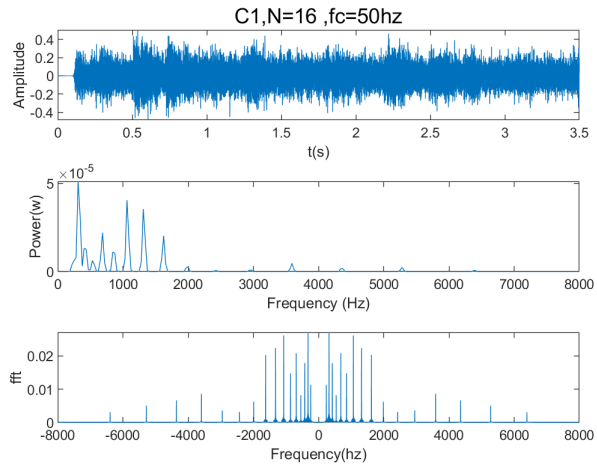 C1,N=16 ,fc=50hz
Amplitude
0.4
0.2
0
-0.2
-0.4
0 0.5 1 1.5 2 2.5 3 3.5
t(s)
×10⁻⁵
Power(w)
5
0
0 1000 2000 3000 4000 5000 6000 7000 8000
Frequency (Hz)
fft
0.02
0.01
0
-8000 -6000 -4000 -2000 0 2000 4000 6000 8000
Frequency(hz)